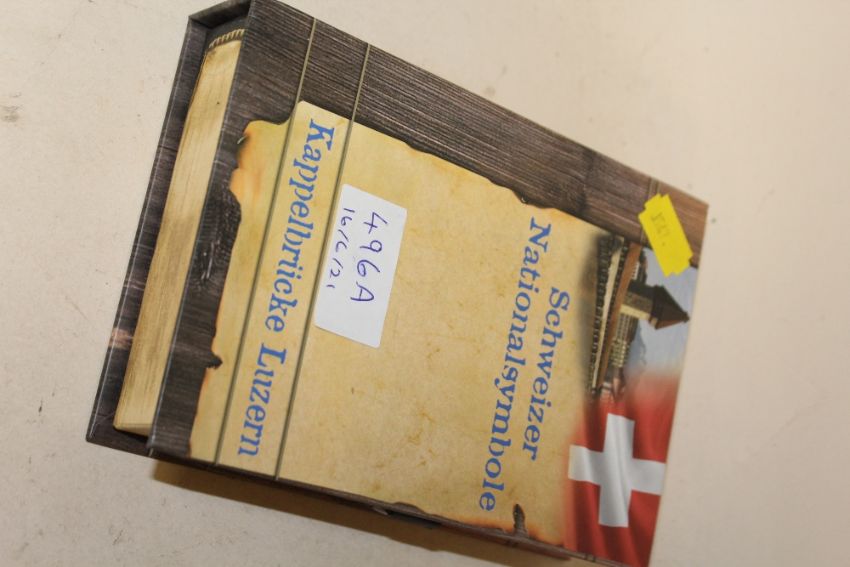 Schweizer
Nationalsymbole
496A
16/6/21
Kappelbrücke Luzern